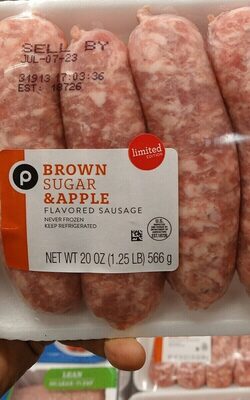 SELL BY
JUL-07-23
17:03:36
EST. 18726
limited
EDITION
P
BROWN
SUGAR
&APPLE
FLAVORED SAUSAGE
NEVER FROZEN
KEEP REFRIGERATED
NET WT 20 OZ (1.25 LB) 566 g
LEAN